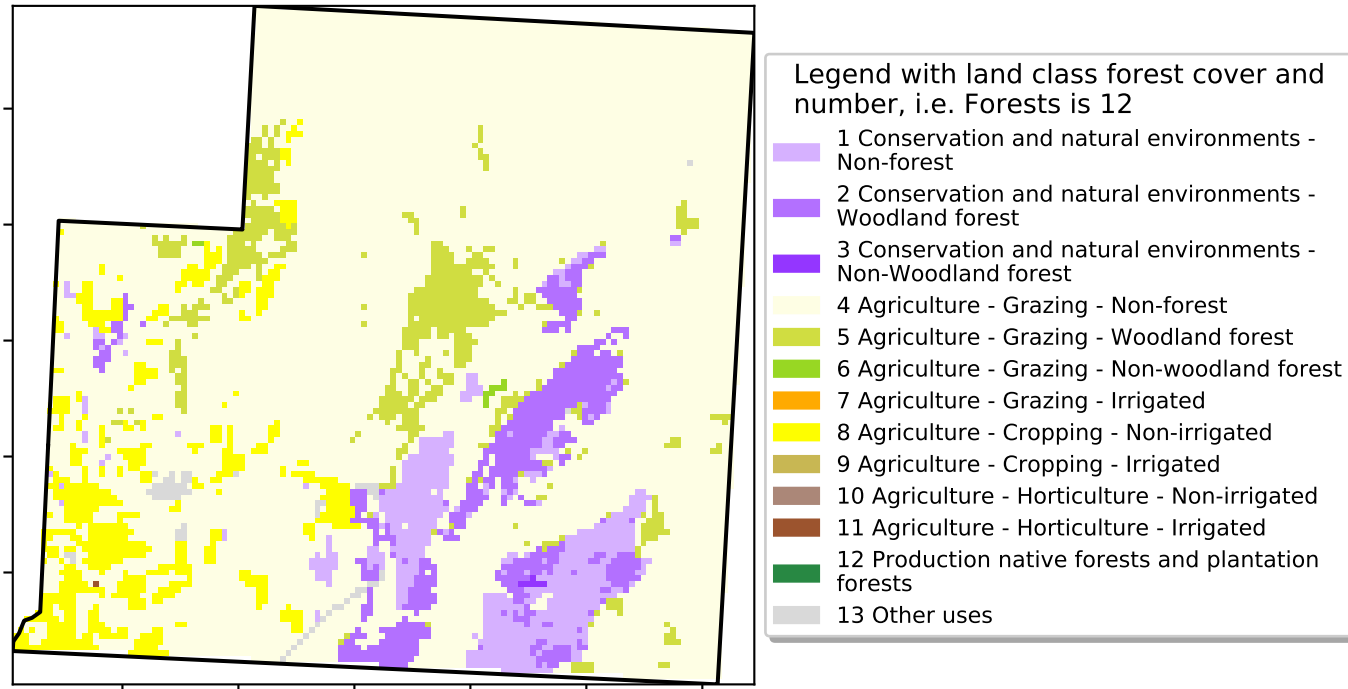 Legend with land class forest cover and
number, i.e. Forests is 12
1 Conservation and natural environments -
Non-forest
2 Conservation and natural environments -
Woodland forest
3 Conservation and natural environments -
Non-Woodland forest
4 Agriculture - Grazing - Non-forest
5 Agriculture - Grazing - Woodland forest
6 Agriculture - Grazing - Non-woodland forest
7 Agriculture - Grazing - Irrigated
8 Agriculture - Cropping - Non-irrigated
9 Agriculture - Cropping - Irrigated
10 Agriculture - Horticulture - Non-irrigated
11 Agriculture - Horticulture - Irrigated
12 Production native forests and plantation
forests
13 Other uses